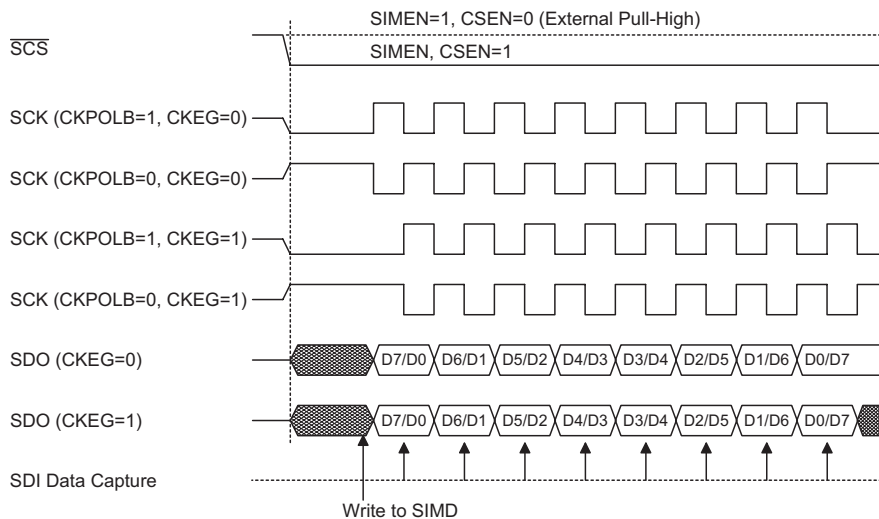 SIMEN=1, CSEN=0 (External Pull-High)
SCS
SIMEN, CSEN=1
SCK (CKPOLB=1, CKEG=0)
SCK (CKPOLB=0, CKEG=0)
SCK (CKPOLB=1, CKEG=1)
SCK (CKPOLB=0, CKEG=1)
SDO (CKEG=0) D7/D0 D6/D1 D5/D2 D4/D3 D3/D4 D2/D5 D1/D6 D0/D7
SDO (CKEG=1) D7/D0 D6/D1 D5/D2 D4/D3 D3/D4 D2/D5 D1/D6 D0/D7
SDI Data Capture
Write to SIMD